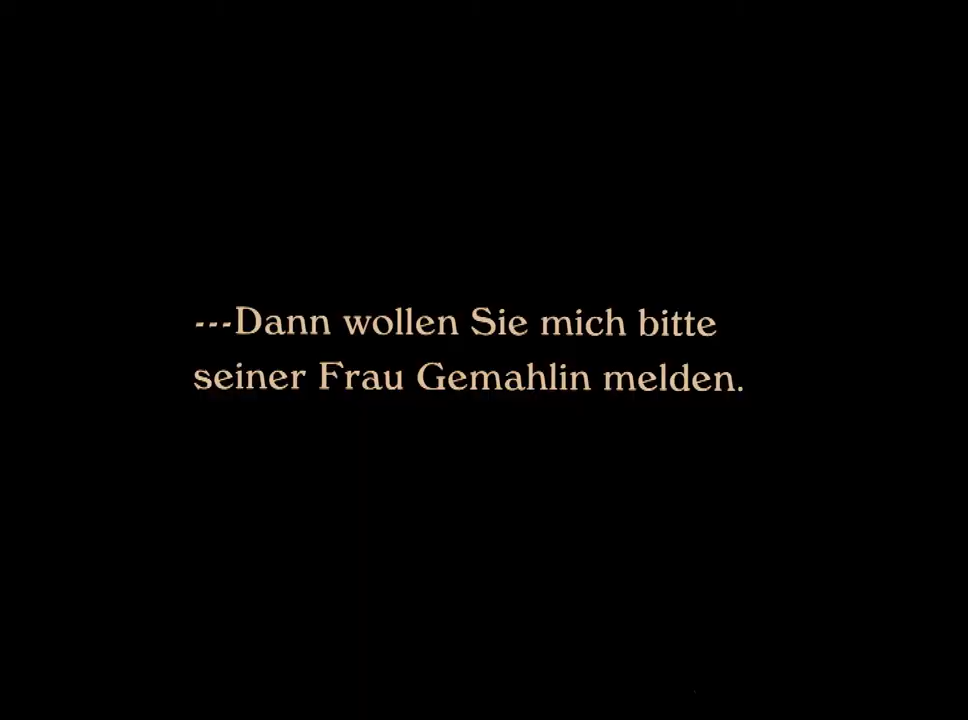 ---Dann wollen Sie mich bitte
seiner Frau Gemahlin melden.